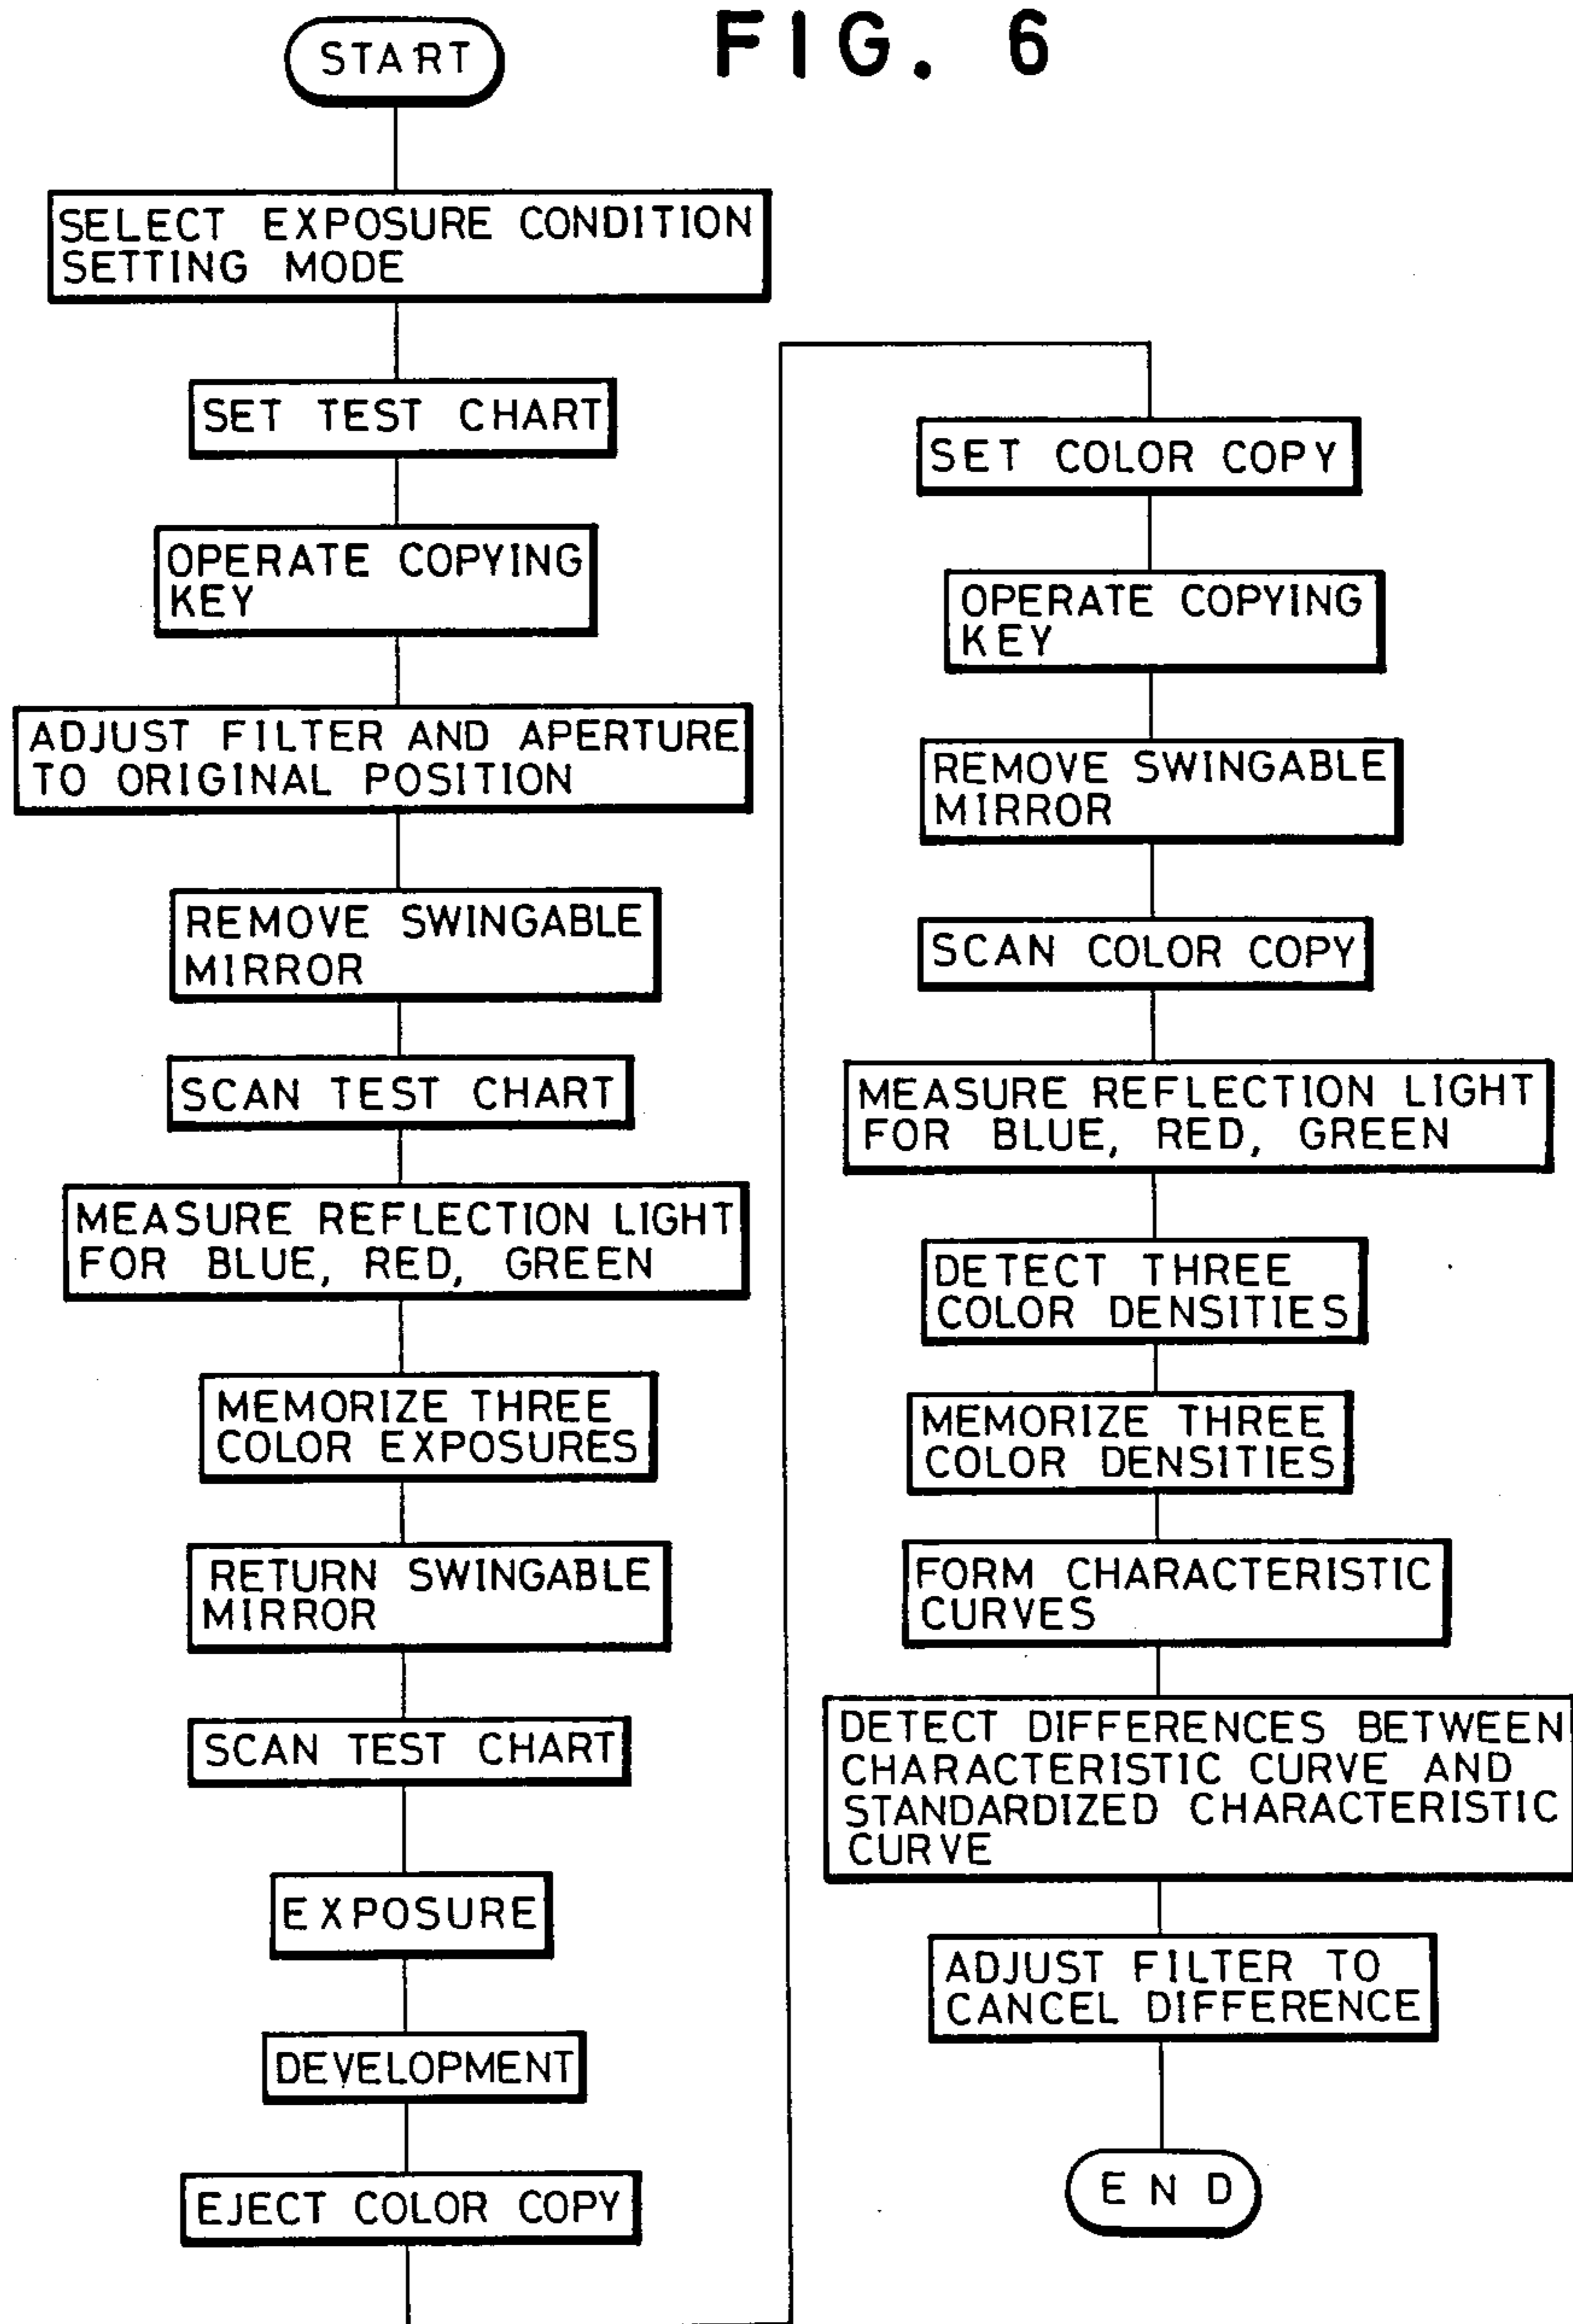 FIG. 6
START
SELECT EXPOSURE CONDITION
SETTING MODE
SET TEST CHART
OPERATE COPYING
KEY
ADJUST FILTER AND APERTURE
TO ORIGINAL POSITION
REMOVE SWINGABLE
MIRROR
SCAN TEST CHART
MEASURE REFLECTION LIGHT
FOR BLUE, RED, GREEN
MEMORIZE THREE
COLOR EXPOSURES
RETURN SWINGABLE
MIRROR
SCAN TEST CHART
EXPOSURE
DEVELOPMENT
EJECT COLOR COPY
SET COLOR COPY
OPERATE COPYING
KEY
REMOVE SWINGABLE
MIRROR
SCAN COLOR COPY
MEASURE REFLECTION LIGHT
FOR BLUE, RED, GREEN
DETECT THREE
COLOR DENSITIES
MEMORIZE THREE
COLOR DENSITIES
FORM CHARACTERISTIC
CURVES
DETECT DIFFERENCES BETWEEN
CHARACTERISTIC CURVE AND
STANDARDIZED CHARACTERISTIC
CURVE
ADJUST FILTER TO
CANCEL DIFFERENCE
END